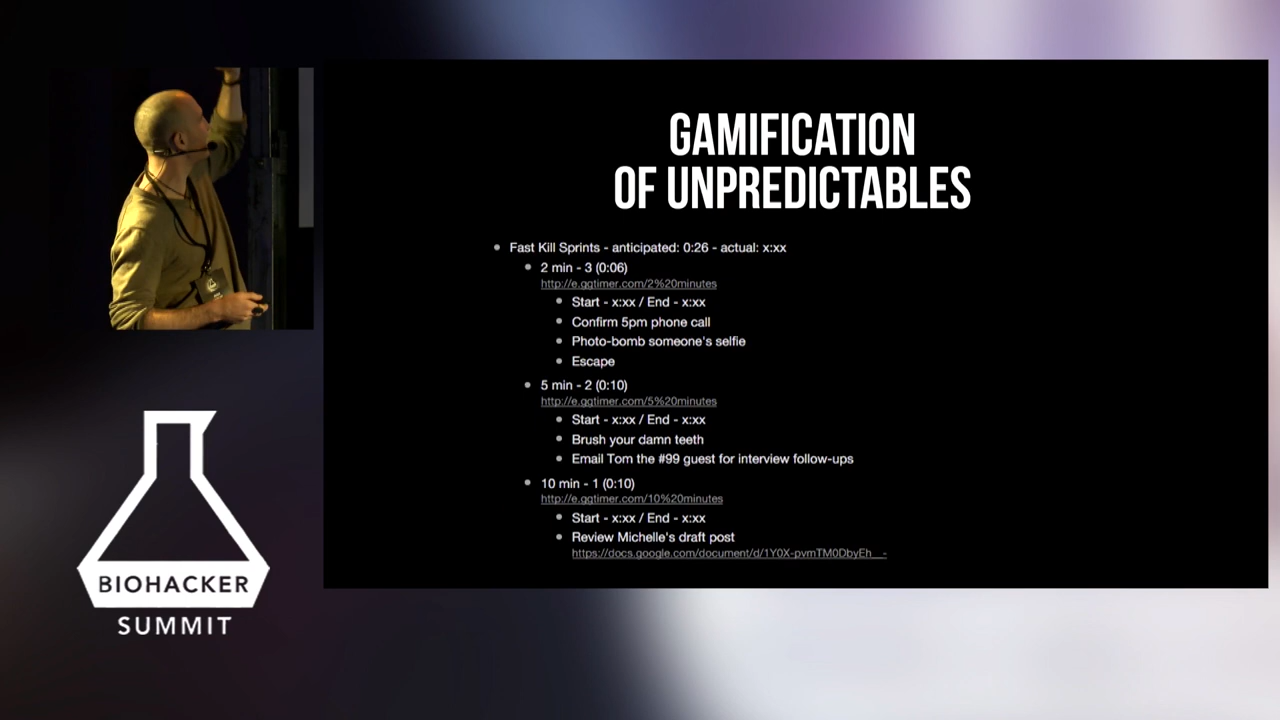 GAMIFICATION
OF UNPREDICTABLES
Fast Kill Sprints - anticipated: 0:26 - actual: x:xx
2 min - 3 (0:06)
http://e.ggtimer.com/2%20minutes
Start - x:xx / End - x:xx
Confirm 5pm phone call
Photo-bomb someone's selfie
Escape
5 min - 2 (0:10)
http://e.ggtimer.com/5%20minutes
Start - x:xx / End - x:xx
Brush your damn teeth
Email Tom the #99 guest for interview follow-ups
10 min - 1 (0:10)
http://e.ggtimer.com/10%20minutes
Start - x:xx / End - x:xx
Review Michelle's draft post
https://docs.google.com/document/d/1Y0X-pvmTM0DbyEh__-
BIOHACKER
SUMMIT